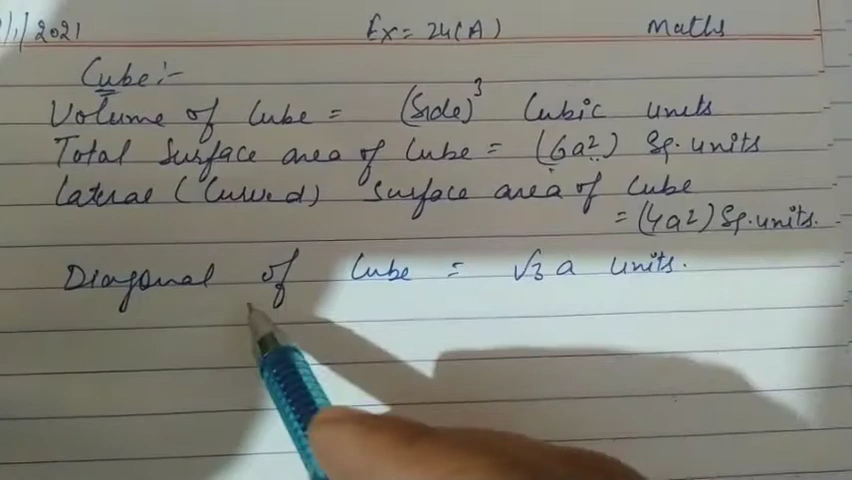 /1/2021 Ex= 24(A) Maths
Cube:-
Volume of Cube = (Side)³ Cubic units
Total Surface area of Cube = (6a²) Sq. units
Lateral (Curved) Surface area of Cube
= (4a²) Sq. units.
Diagonal of Cube = √3 a units.